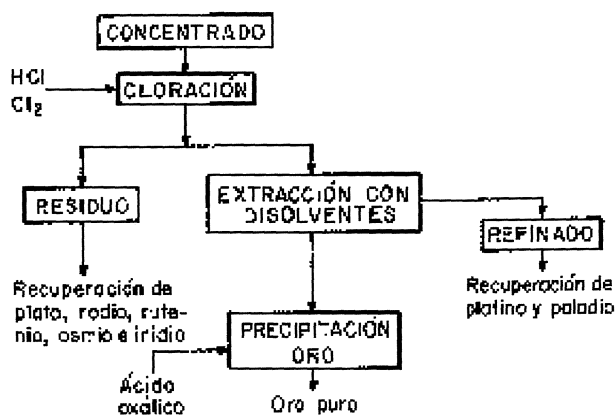 CONCENTRADO
HCl
Cl₂
CLORACIÓN
RESIDUO
EXTRACCIÓN CON
DISOLVENTES
REFINADO
Recuperación de
plata, rodio, rute-
nio, osmio e iridio
Recuperación de
platino y paladio
PRECIPITACIÓN
ORO
Ácido
oxálico
Oro puro